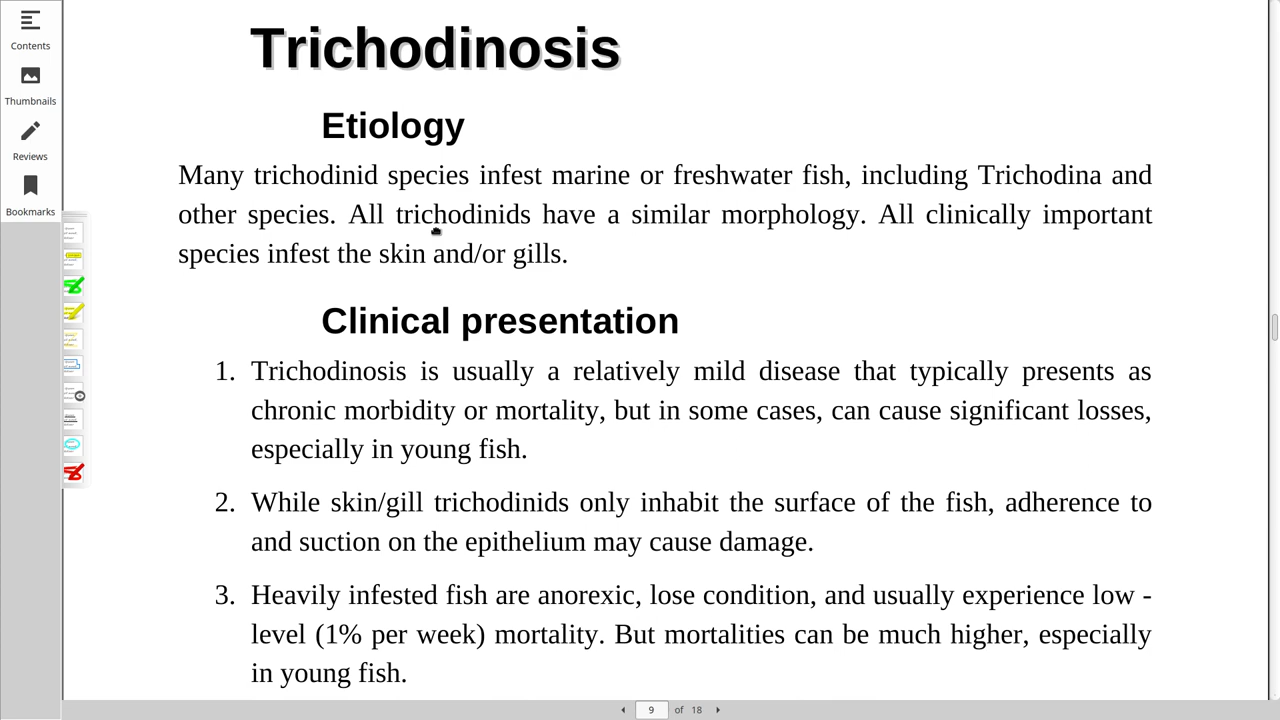 Contents
Thumbnails
Reviews
Bookmarks
Trichodinosis
Etiology
Many trichodinid species infest marine or freshwater fish, including Trichodina and
other species. All trichodinids have a similar morphology. All clinically important
species infest the skin and/or gills.
Clinical presentation
1. Trichodinosis is usually a relatively mild disease that typically presents as
chronic morbidity or mortality, but in some cases, can cause significant losses,
especially in young fish.
2. While skin/gill trichodinids only inhabit the surface of the fish, adherence to
and suction on the epithelium may cause damage.
3. Heavily infested fish are anorexic, lose condition, and usually experience low -
level (1% per week) mortality. But mortalities can be much higher, especially
in young fish.
9 of 18